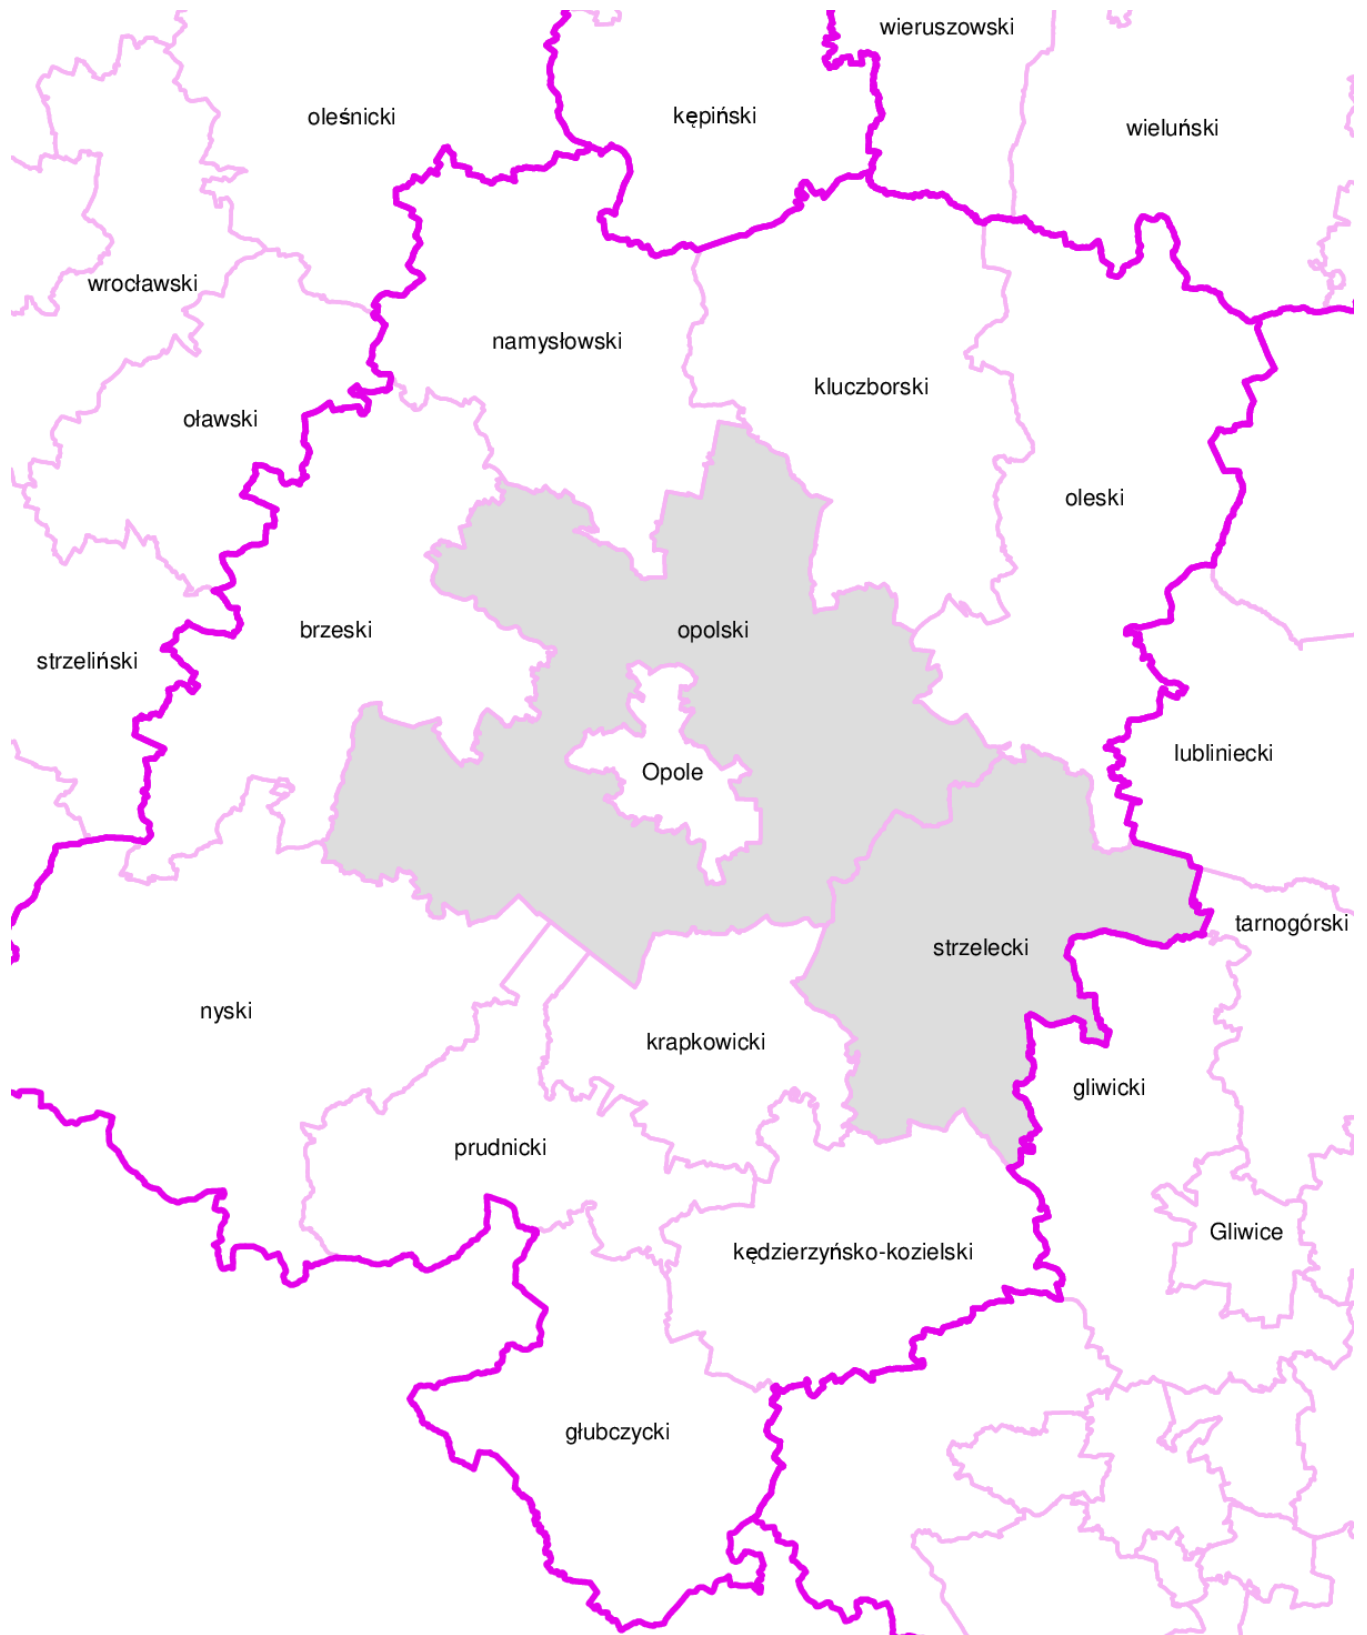 wieruszowski
oleśnicki
kępiński
wieluński
wrocławski
namysłowski
kluczborski
oławski
oleski
brzeski
opolski
strzeliński
lubliniecki
Opole
tarnogórski
strzelecki
nyski
krapkowicki
gliwicki
prudnicki
Gliwice
kędzierzyńsko-kozielski
głubczycki